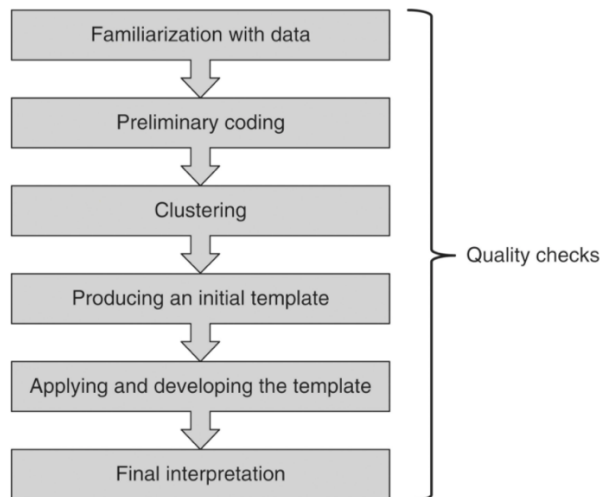 Familiarization with data
Preliminary coding
Clustering
Producing an initial template
Applying and developing the template
Final interpretation
Quality checks